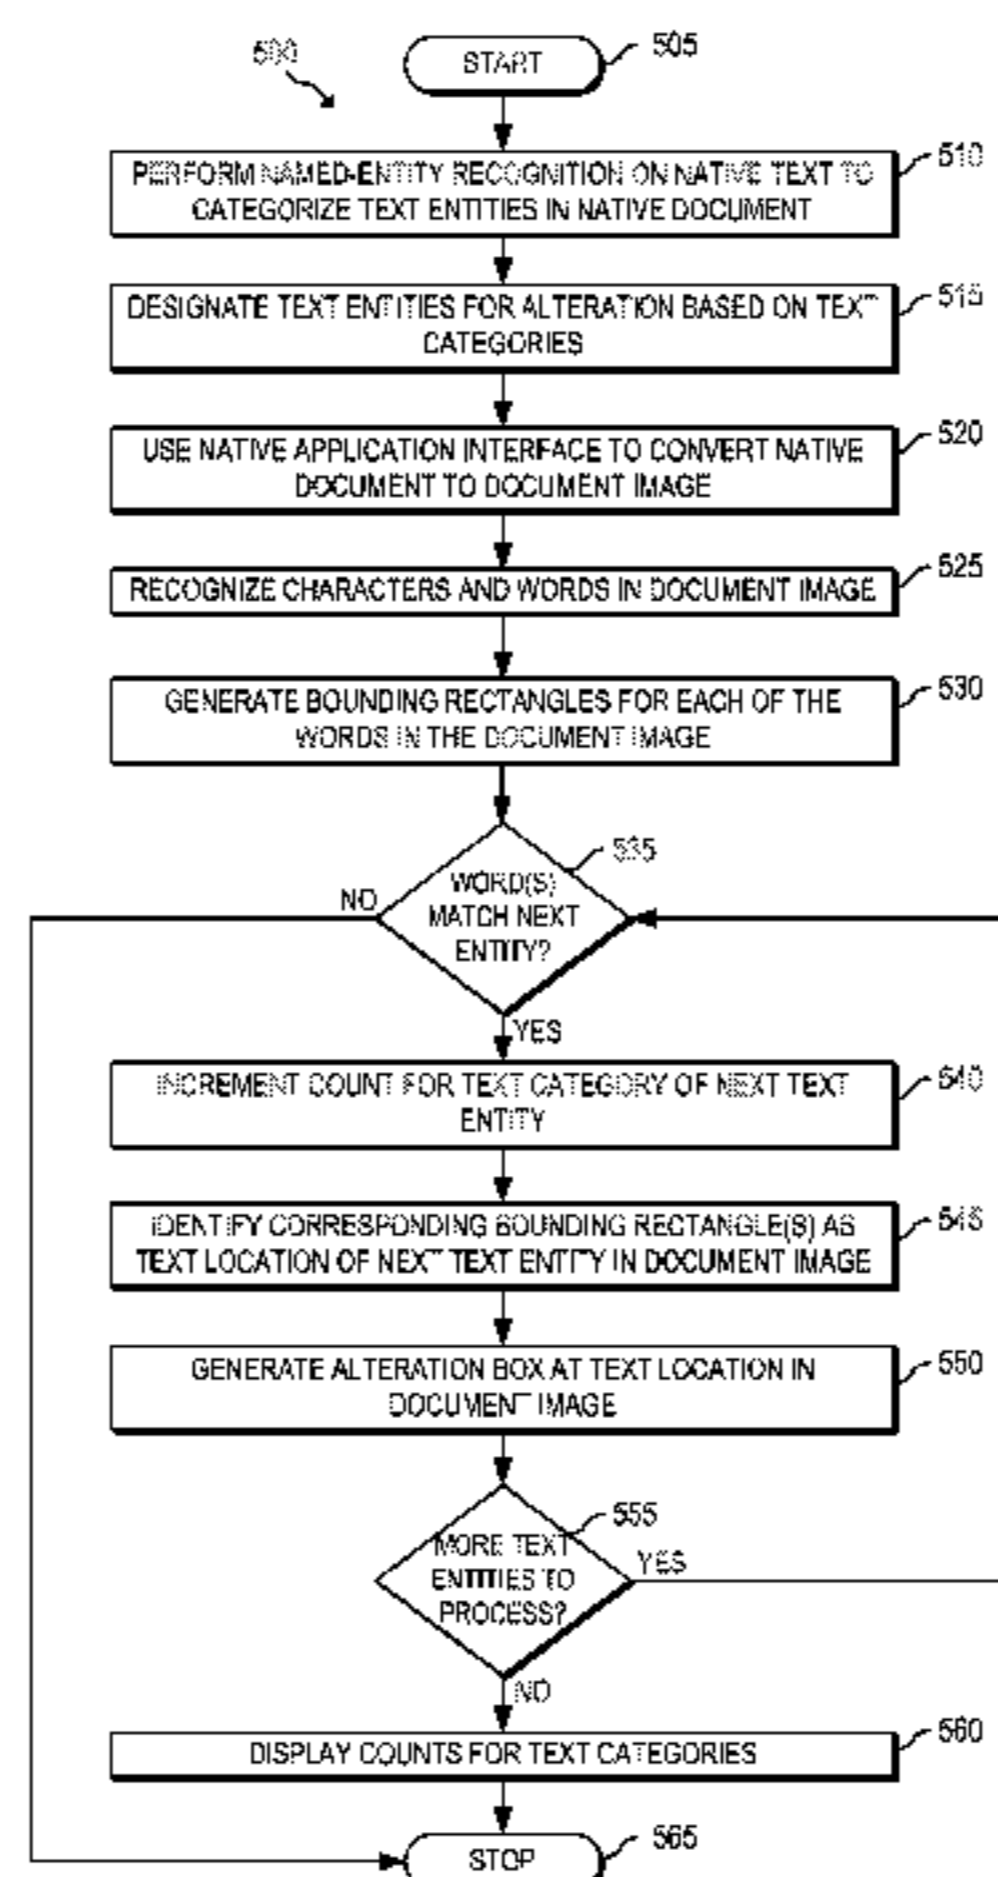 500
START
505
510
PERFORM NAMED-ENTITY RECOGNITION ON NATIVE TEXT TO
CATEGORIZE TEXT ENTITIES IN NATIVE DOCUMENT
515
DESIGNATE TEXT ENTITIES FOR ALTERATION BASED ON TEXT
CATEGORIES
520
USE NATIVE APPLICATION INTERFACE TO CONVERT NATIVE
DOCUMENT TO DOCUMENT IMAGE
525
RECOGNIZE CHARACTERS AND WORDS IN DOCUMENT IMAGE
530
GENERATE BOUNDING RECTANGLES FOR EACH OF THE
WORDS IN THE DOCUMENT IMAGE
535
WORD(S)
NO
MATCH NEXT
ENTITY?
YES
540
INCREMENT COUNT FOR TEXT CATEGORY OF NEXT TEXT
ENTITY
545
IDENTIFY CORRESPONDING BOUNDING RECTANGLE(S) AS
TEXT LOCATION OF NEXT TEXT ENTITY IN DOCUMENT IMAGE
550
GENERATE ALTERATION BOX AT TEXT LOCATION IN
DOCUMENT IMAGE
555
MORE TEXT
YES
ENTITIES TO
PROCESS?
NO
560
DISPLAY COUNTS FOR TEXT CATEGORIES
565
STOP